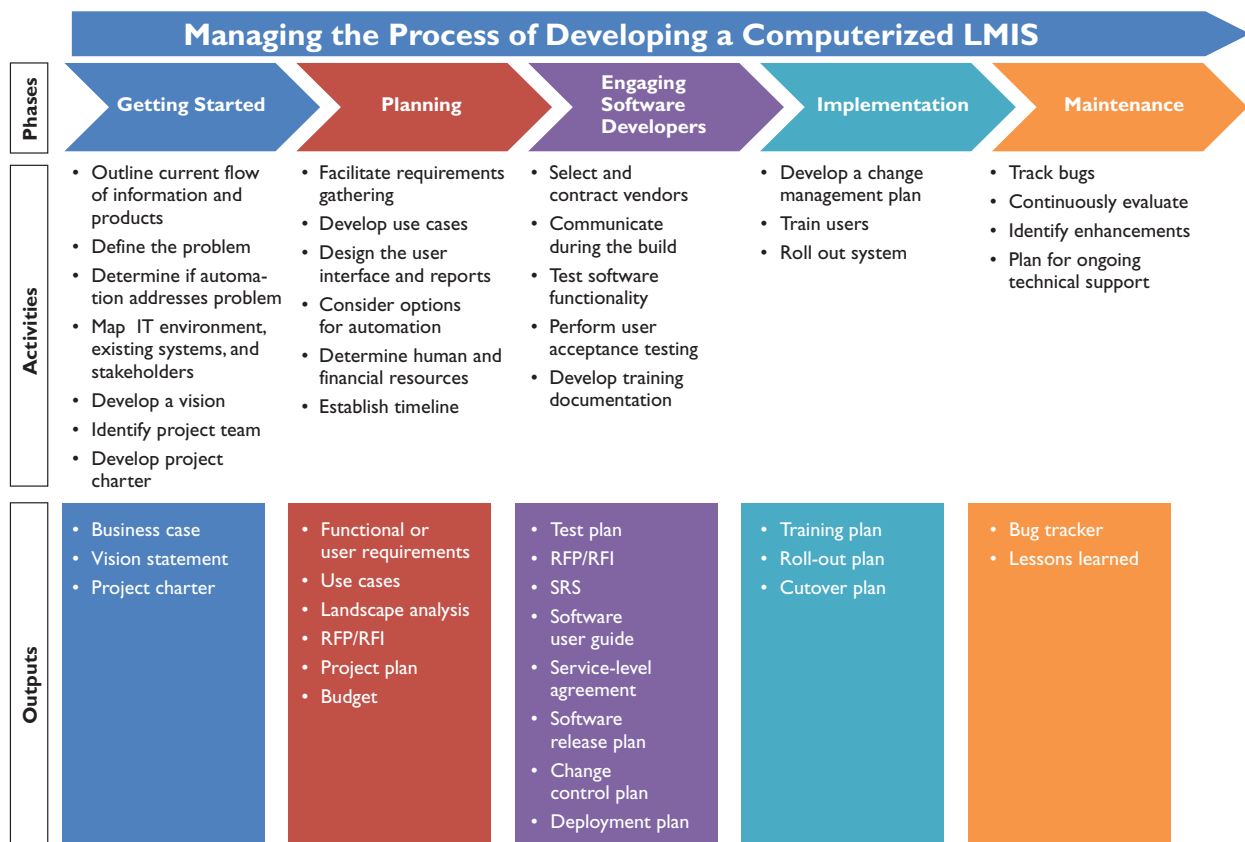 Managing the Process of Developing a Computerized LMIS
Phases
Getting Started
Planning
Engaging
Software
Developers
Implementation
Maintenance
Activities
• Outline current flow
of information and
products
• Define the problem
• Determine if automa-
tion addresses problem
• Map IT environment,
existing systems, and
stakeholders
• Develop a vision
• Identify project team
• Develop project
charter
• Facilitate requirements
gathering
• Develop use cases
• Design the user
interface and reports
• Consider options
for automation
• Determine human and
financial resources
• Establish timeline
• Select and
contract vendors
• Communicate
during the build
• Test software
functionality
• Perform user
acceptance testing
• Develop training
documentation
• Develop a change
management plan
• Train users
• Roll out system
• Track bugs
• Continuously evaluate
• Identify enhancements
• Plan for ongoing
technical support
Outputs
• Business case
• Vision statement
• Project charter
• Functional or
user requirements
• Use cases
• Landscape analysis
• RFP/RFI
• Project plan
• Budget
• Test plan
• RFP/RFI
• SRS
• Software
user guide
• Service-level
agreement
• Software
release plan
• Change
control plan
• Deployment plan
• Training plan
• Roll-out plan
• Cutover plan
• Bug tracker
• Lessons learned